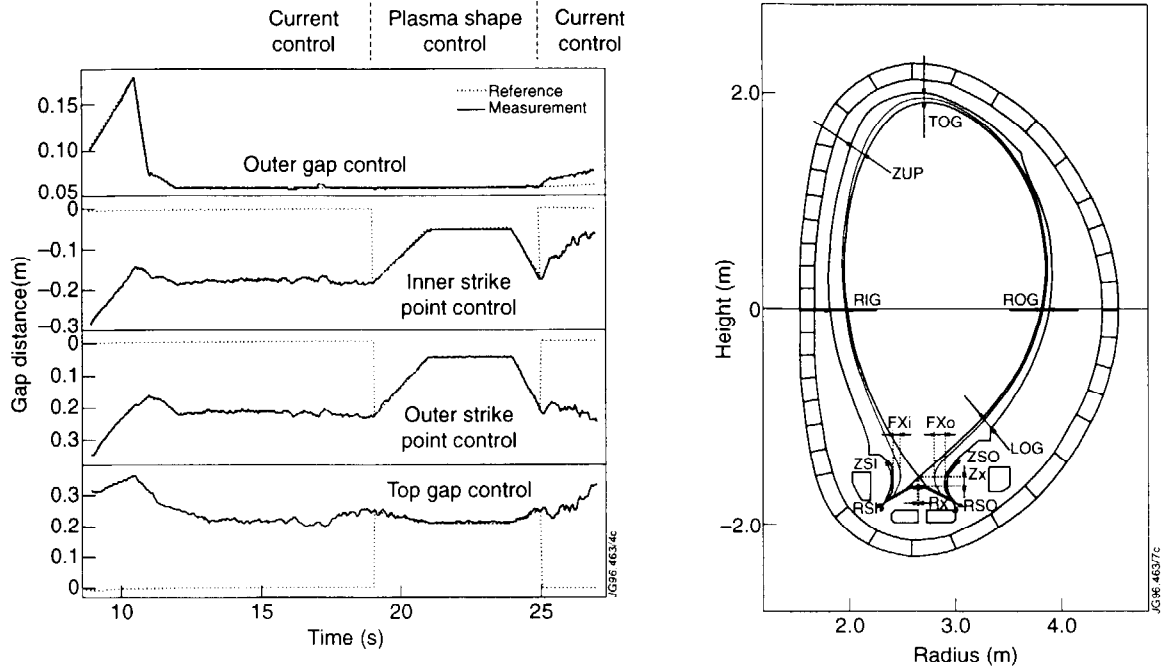 Current control
Plasma shape control
Current control
Reference
Measurement
0.15
0.10
0.05
Outer gap control
0
−0.1
−0.2
−0.3
Inner strike point control
0
0.1
0.2
0.3
Outer strike point control
0.3
0.2
0.1
0
Top gap control
Gap distance(m)
10
15
20
25
Time (s)
JG96.463/4c
2.0
0
−2.0
Height (m)
TOG
ZUP
RIG
ROG
FXi
FXo
LOG
ZSI
ZSO
Zx
RSI
RX
RSO
2.0
3.0
4.0
Radius (m)
JG96.463/7c